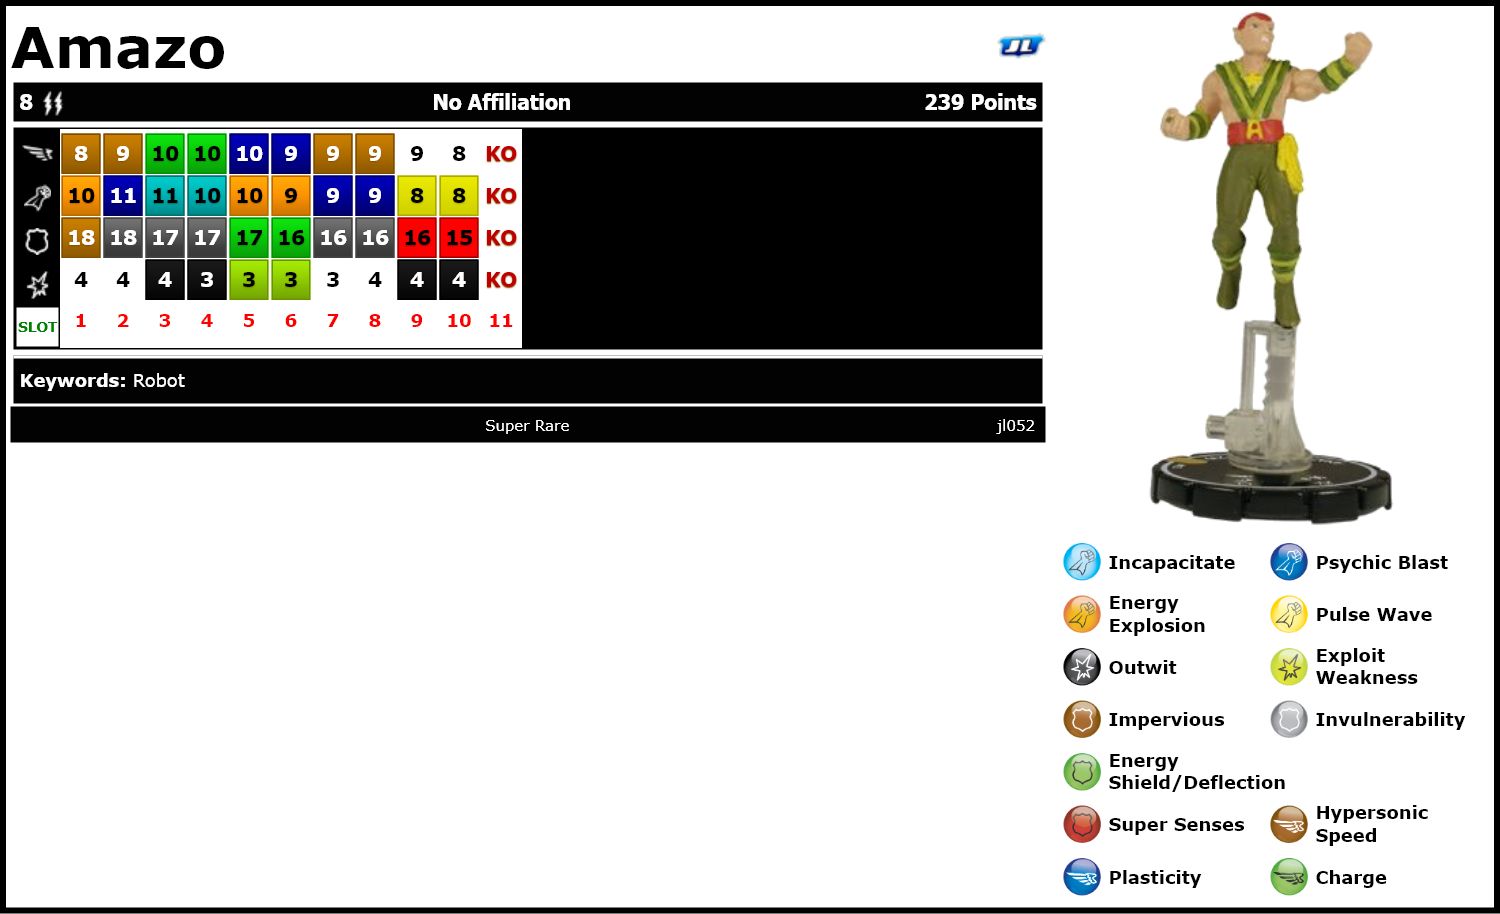 Amazo
JL
8 No Affiliation 239 Points
8 9 10 10 10 9 9 9 9 8 KO
10 11 11 10 10 9 9 9 8 8 KO
18 18 17 17 17 16 16 16 16 15 KO
4 4 4 3 3 3 3 4 4 4 KO
SLOT 1 2 3 4 5 6 7 8 9 10 11
Keywords: Robot
Super Rare jl052
A
Incapacitate Psychic Blast
Energy
Explosion
Pulse Wave
Outwit
Exploit
Weakness
Impervious Invulnerability
Energy
Shield/Deflection
Super Senses
Hypersonic
Speed
Plasticity Charge